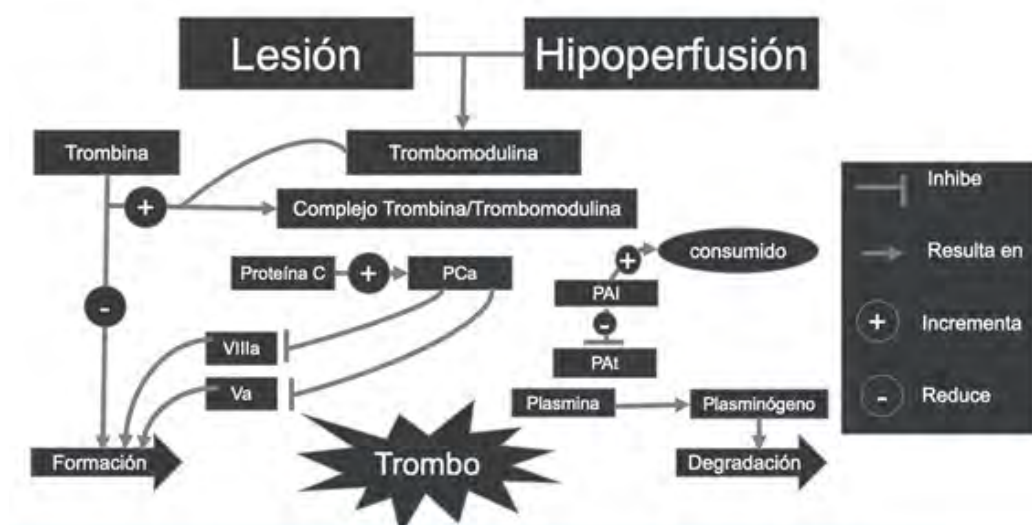 Lesión
Hipoperfusión
Trombina
Trombomodulina
+
Complejo Trombina/Trombomodulina
Proteína C
+
PCa
-
VIIIa
Va
Formación
Trombo
consumido
+
PAI
-
PAt
Plasmina
Plasminógeno
Degradación
Inhibe
Resulta en
+
Incrementa
-
Reduce